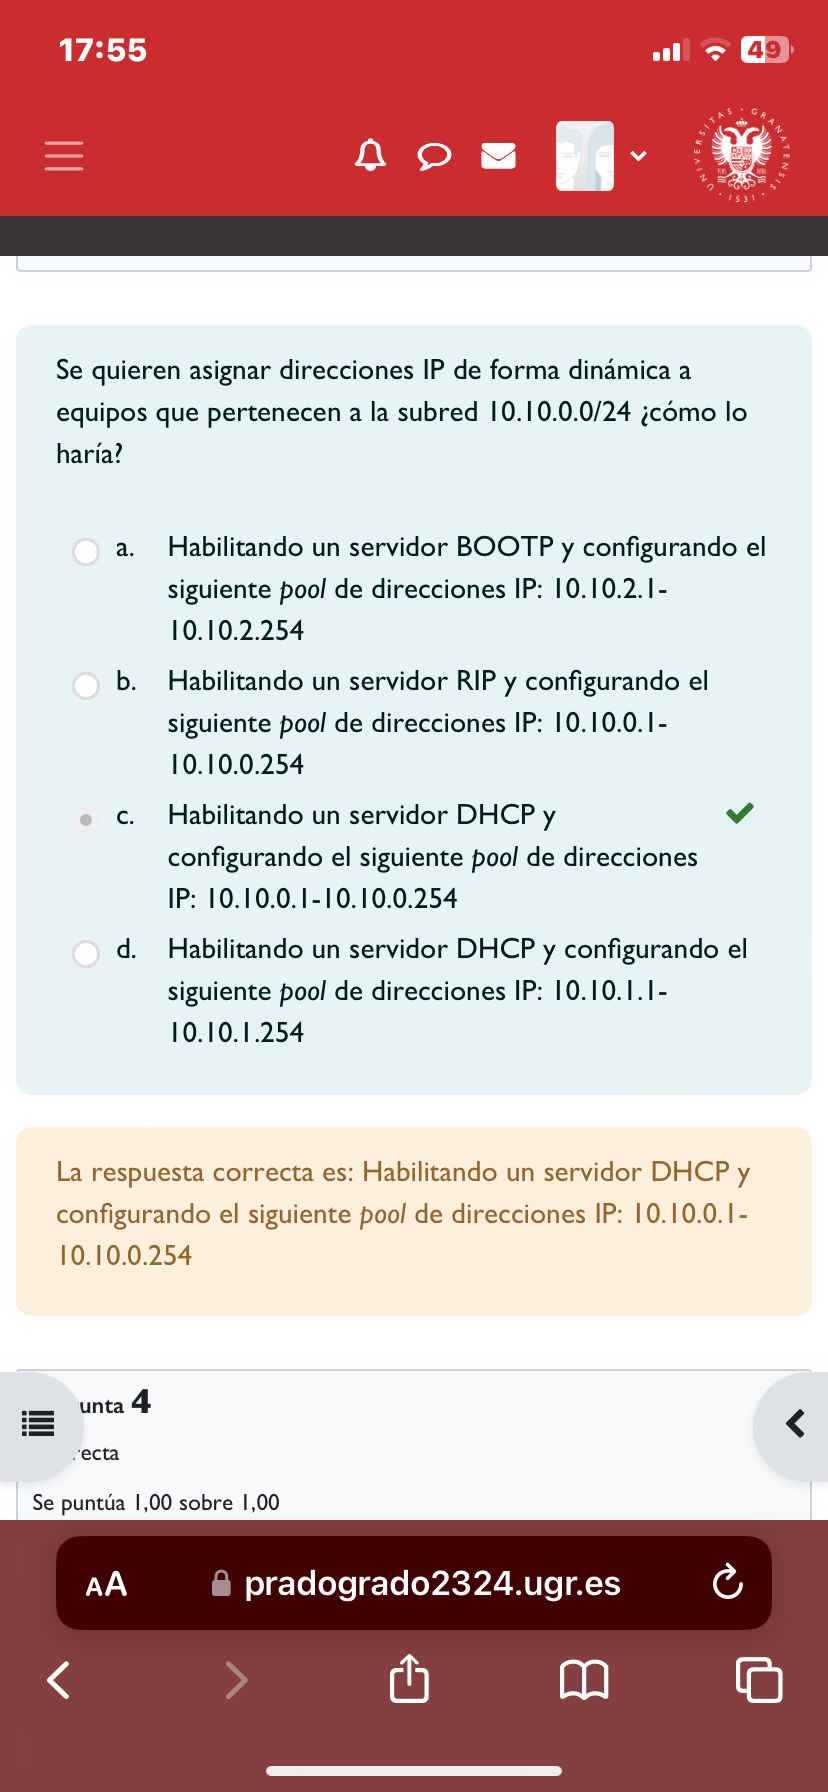 17:55
49
UNIVERSITAS · GRANATENSIS · 1531 ·
Se quieren asignar direcciones IP de forma dinámica a
equipos que pertenecen a la subred 10.10.0.0/24 ¿cómo lo
haría?
a. Habilitando un servidor BOOTP y configurando el
siguiente pool de direcciones IP: 10.10.2.1-
10.10.2.254
b. Habilitando un servidor RIP y configurando el
siguiente pool de direcciones IP: 10.10.0.1-
10.10.0.254
c. Habilitando un servidor DHCP y
configurando el siguiente pool de direcciones
IP: 10.10.0.1-10.10.0.254
d. Habilitando un servidor DHCP y configurando el
siguiente pool de direcciones IP: 10.10.1.1-
10.10.1.254
La respuesta correcta es: Habilitando un servidor DHCP y
configurando el siguiente pool de direcciones IP: 10.10.0.1-
10.10.0.254
unta 4
recta
Se puntúa 1,00 sobre 1,00
AA pradogrado2324.ugr.es